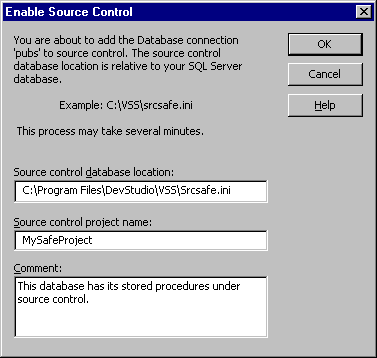 Enable Source Control
You are about to add the Database connection
'pubs' to source control. The source control
database location is relative to your SQL Server
database.
Example: C:\VSS\srcsafe.ini
This process may take several minutes.
OK
Cancel
Help
Source control database location:
C:\Program Files\DevStudio\VSS\Srcsafe.ini
Source control project name:
MySafeProject
Comment:
This database has its stored procedures under
source control.